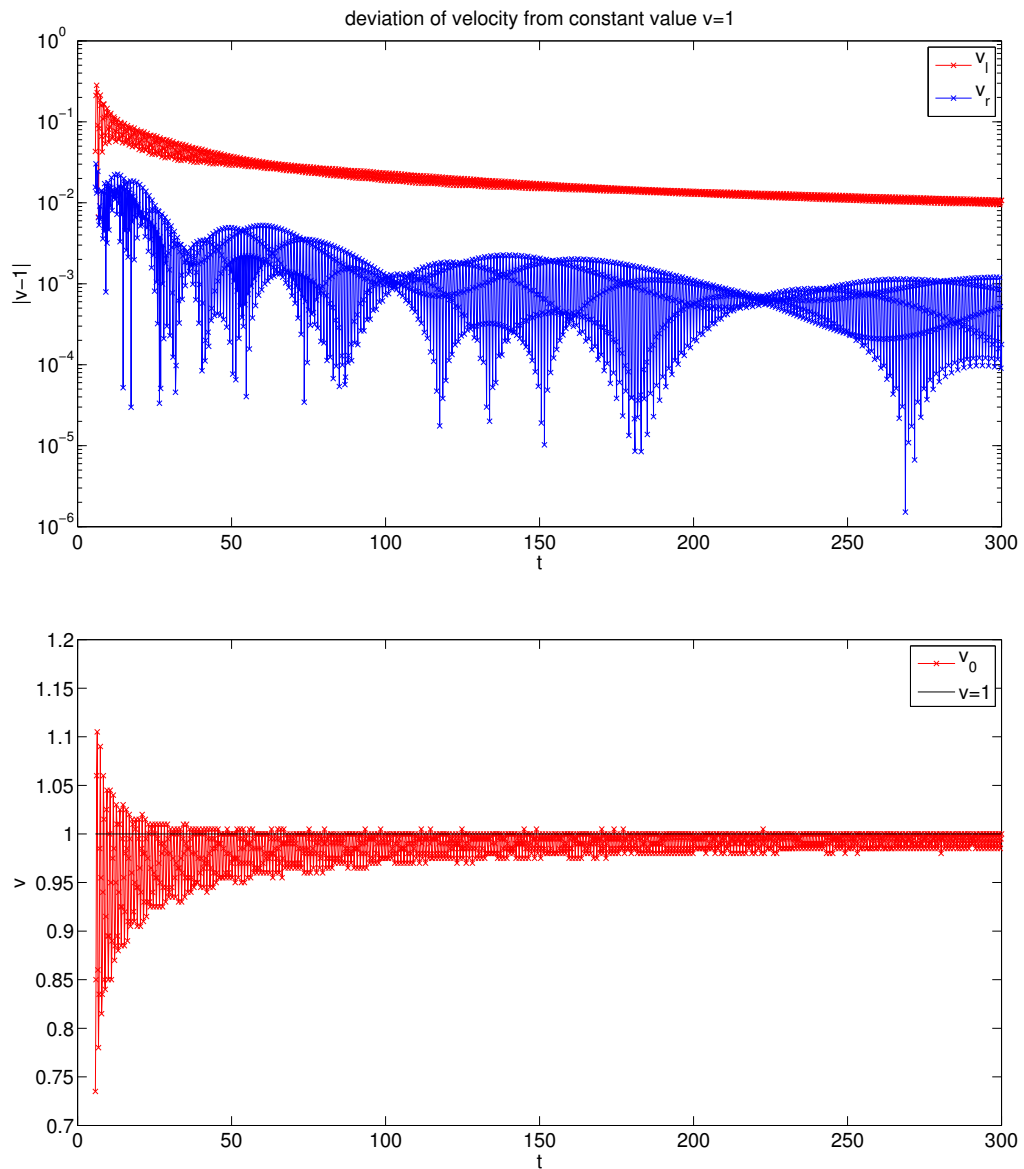 deviation of velocity from constant value v=1
10^0
10^-1
10^-2
10^-3
10^-4
10^-5
10^-6
|v−1|
v_l
v_r
0 50 100 150 200 250 300
t
1.2
1.15
1.1
1.05
1
0.95
0.9
0.85
0.8
0.75
0.7
v
v_0
v=1
0 50 100 150 200 250 300
t